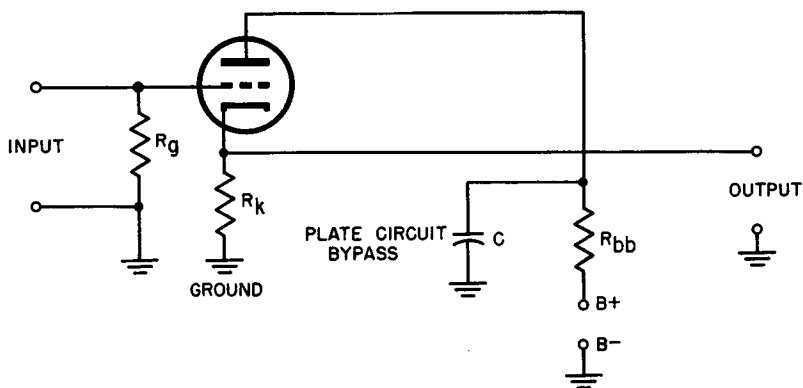 INPUT
Rg
Rk
GROUND
PLATE CIRCUIT
BYPASS
C
Rbb
B+
B-
OUTPUT